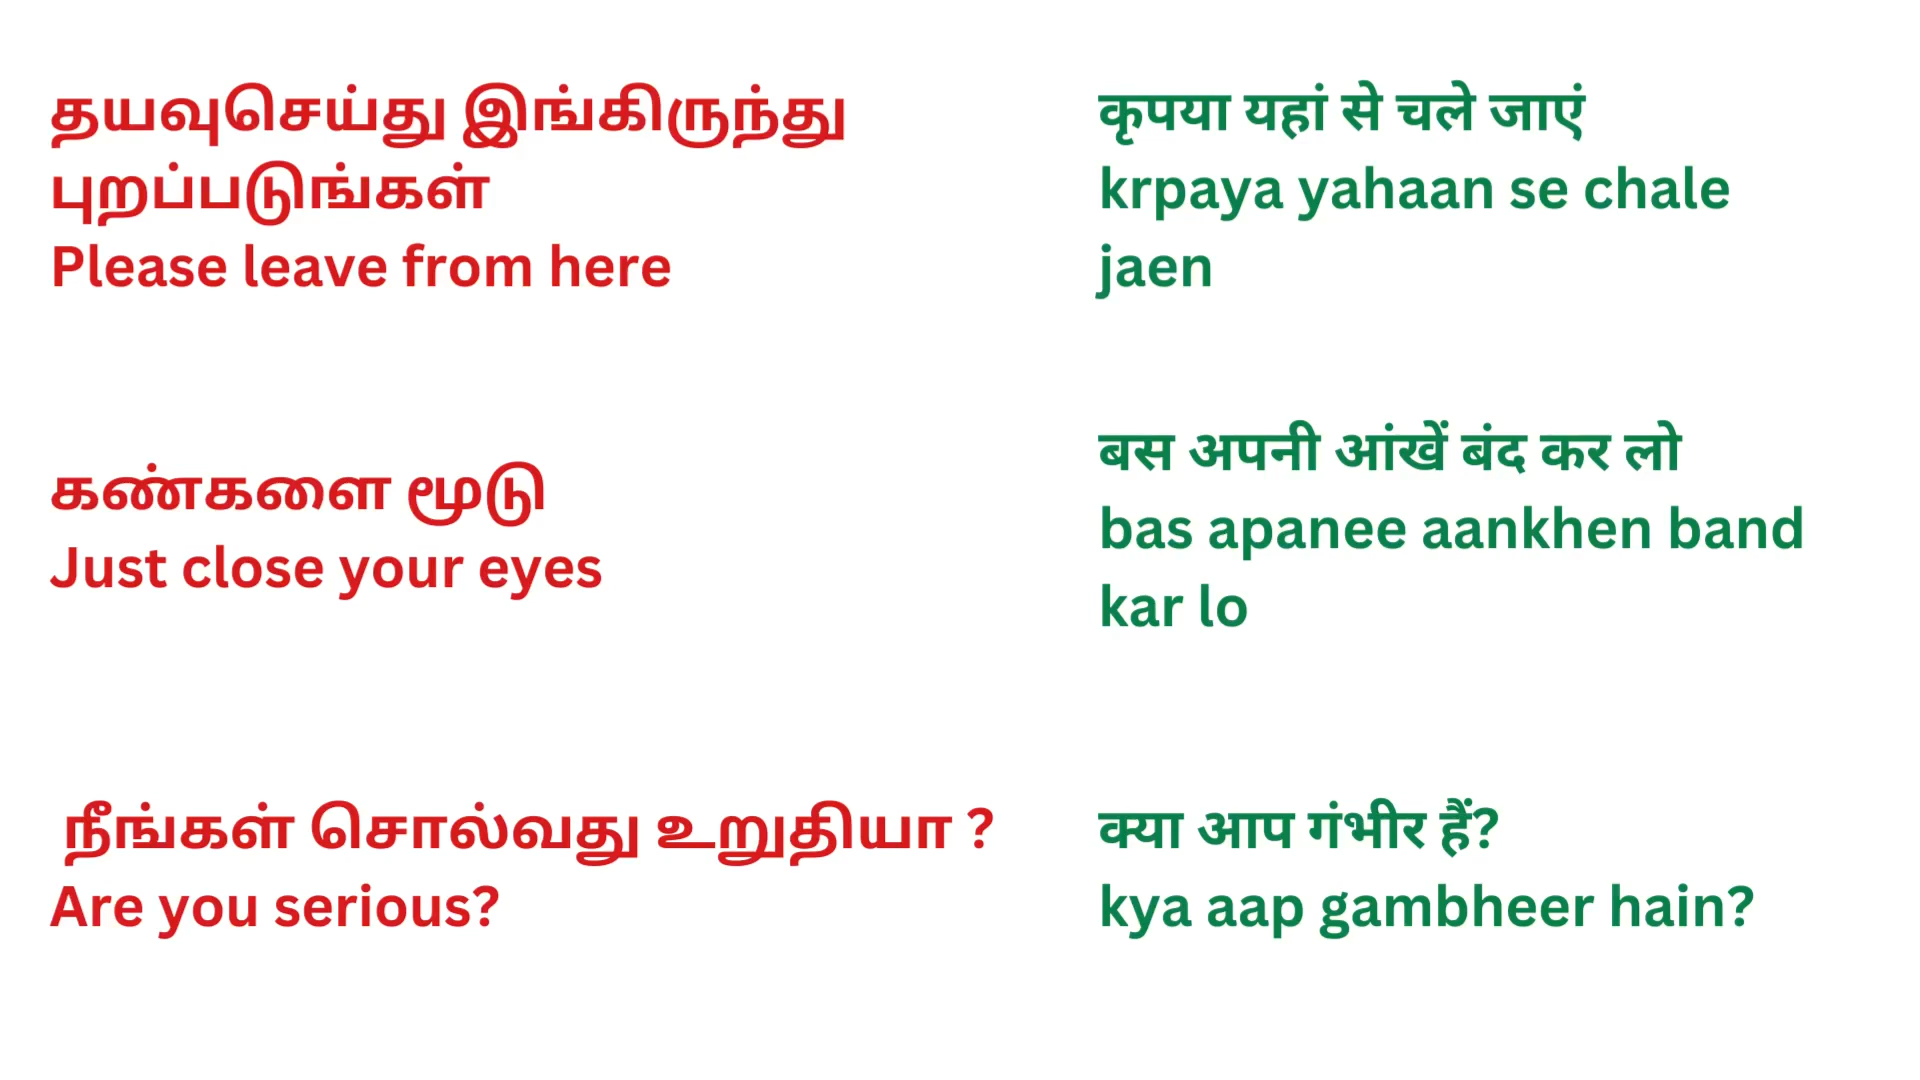 தயவுசெய்து இங்கிருந்து
புறப்படுங்கள்
Please leave from here
कृपया यहां से चले जाएं
krpaya yahaan se chale
jaen
கண்களை மூடு
Just close your eyes
बस अपनी आंखें बंद कर लो
bas apanee aankhen band
kar lo
நீங்கள் சொல்வது உறுதியா ?
Are you serious?
क्या आप गंभीर हैं?
kya aap gambheer hain?